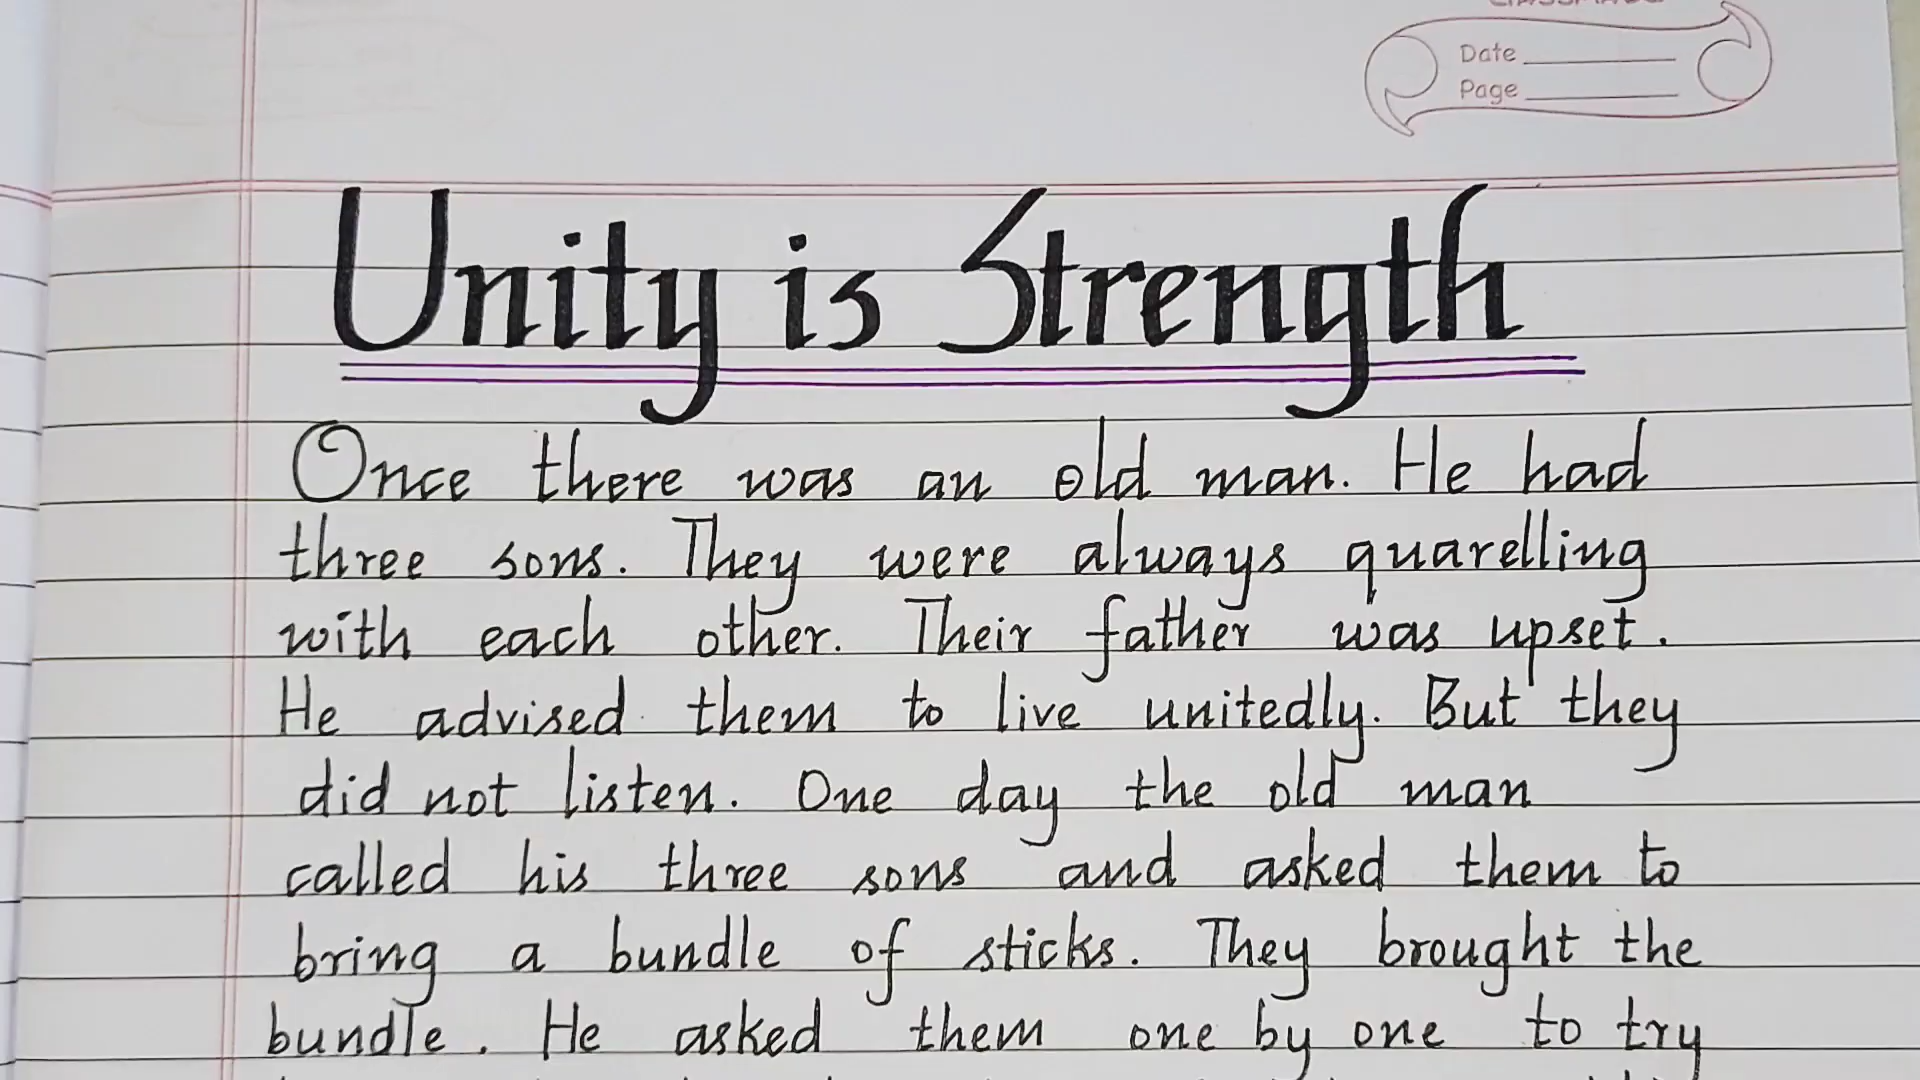 Date
Page
Unity is Strength
Once there was an old man. He had
three sons. They were always quarelling
with each other. Their father was upset.
He advised them to live unitedly. But they
did not listen. One day the old man
called his three sons and asked them to
bring a bundle of sticks. They brought the
bundle. He asked them one by one to try